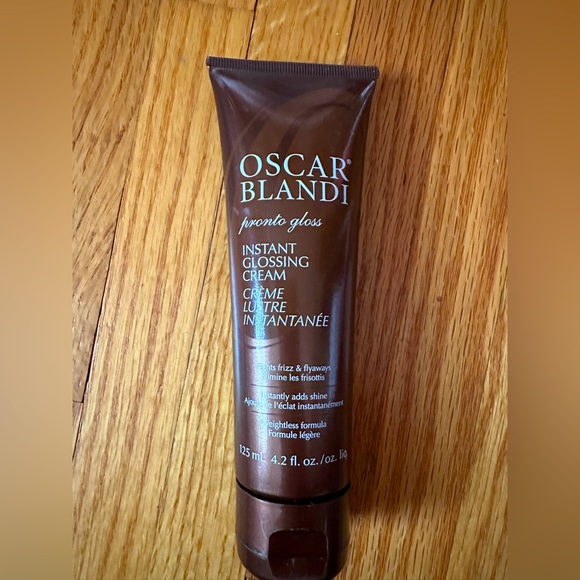 OSCAR®
BLANDI
pronto gloss
INSTANT
GLOSSING
CREAM
CRÈME
LUSTRE
INSTANTANÉE
frizz & flyaways
les frisottis
adds shine
de l'éclat instantanément
formula
Formule légère
125 mL 4.2 fl. oz./oz. liq.